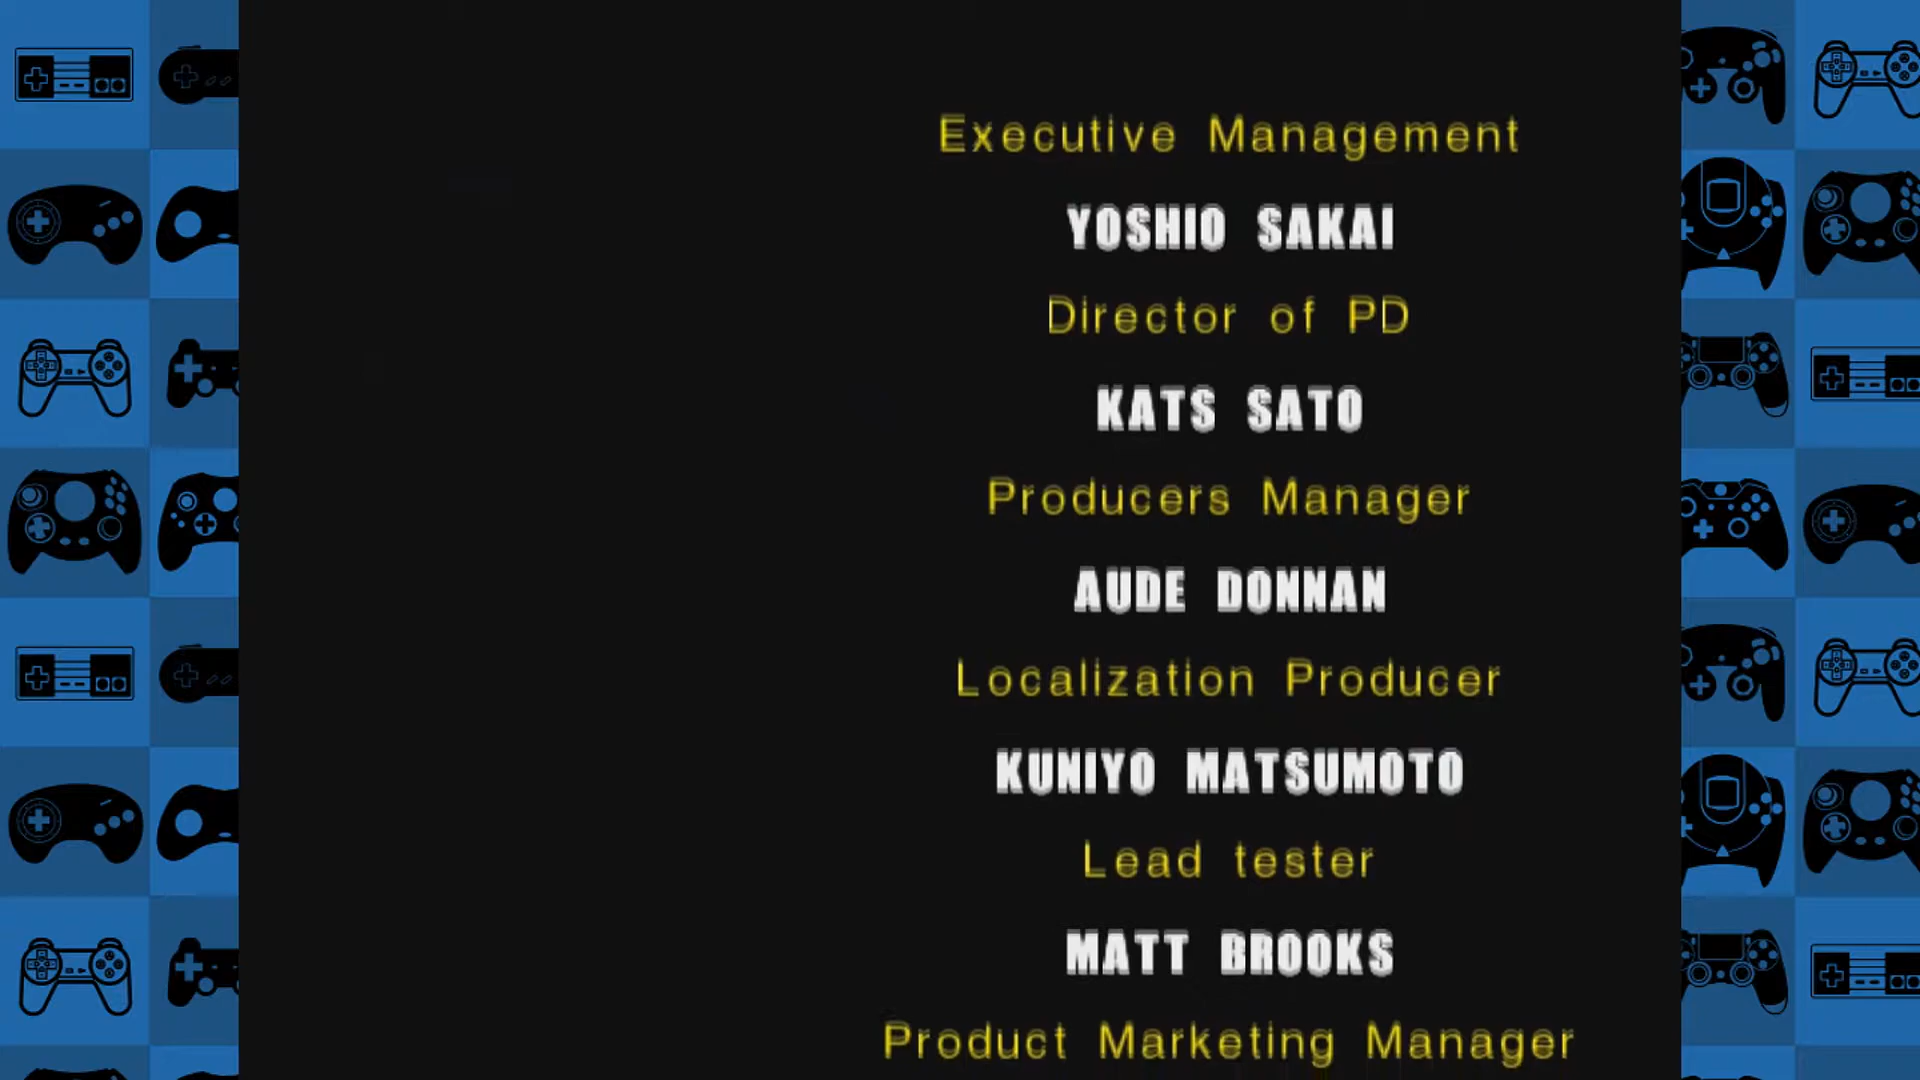 Executive Management
YOSHIO SAKAI
Director of PD
KATS SATO
Producers Manager
AUDE DONNAN
Localization Producer
KUNIYO MATSUMOTO
Lead tester
MATT BROOKS
Product Marketing Manager